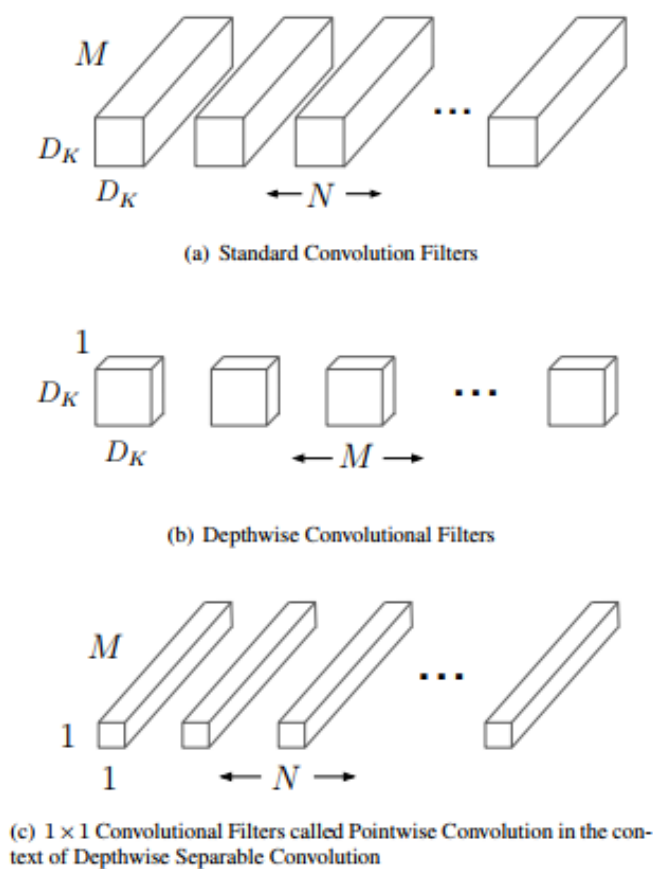 M
D_K
D_K
... 
← N →
(a) Standard Convolution Filters
1
D_K
D_K
...
← M →
(b) Depthwise Convolutional Filters
M
1
1
...
← N →
(c) 1 × 1 Convolutional Filters called Pointwise Convolution in the con-
text of Depthwise Separable Convolution